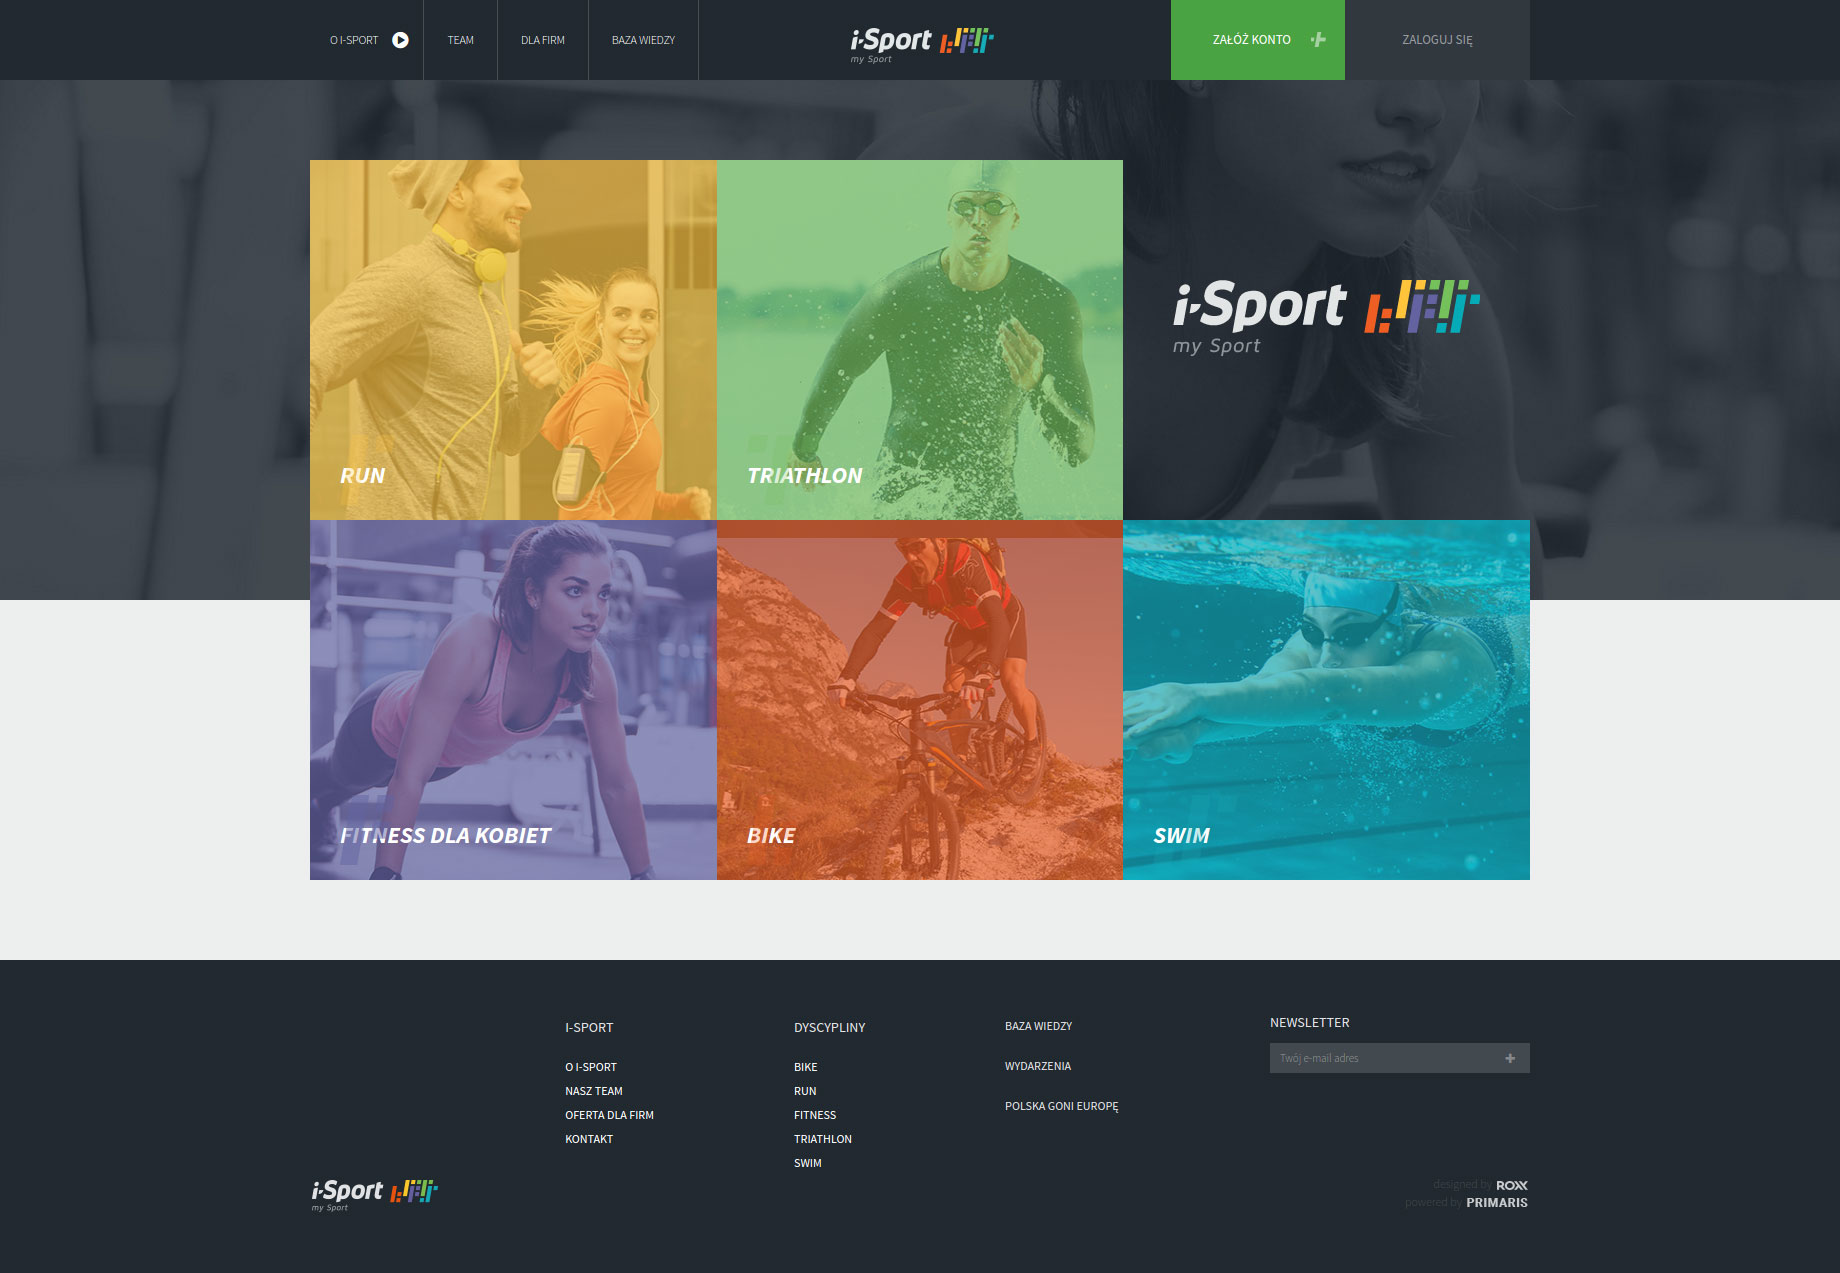 O I-SPORT
TEAM
DLA FIRM
BAZA WIEDZY
i-Sport
my Sport
ZAŁÓŻ KONTO
ZALOGUJ SIĘ
i-Sport
my Sport
RUN
TRIATHLON
FITNESS DLA KOBIET
BIKE
SWIM
I-SPORT
O I-SPORT
NASZ TEAM
OFERTA DLA FIRM
KONTAKT
DYSCYPLINY
BIKE
RUN
FITNESS
TRIATHLON
SWIM
BAZA WIEDZY
WYDARZENIA
POLSKA GONI EUROPĘ
NEWSLETTER
Twój e-mail adres
i-Sport
my Sport
designed by ROXX
powered by PRIMARIS